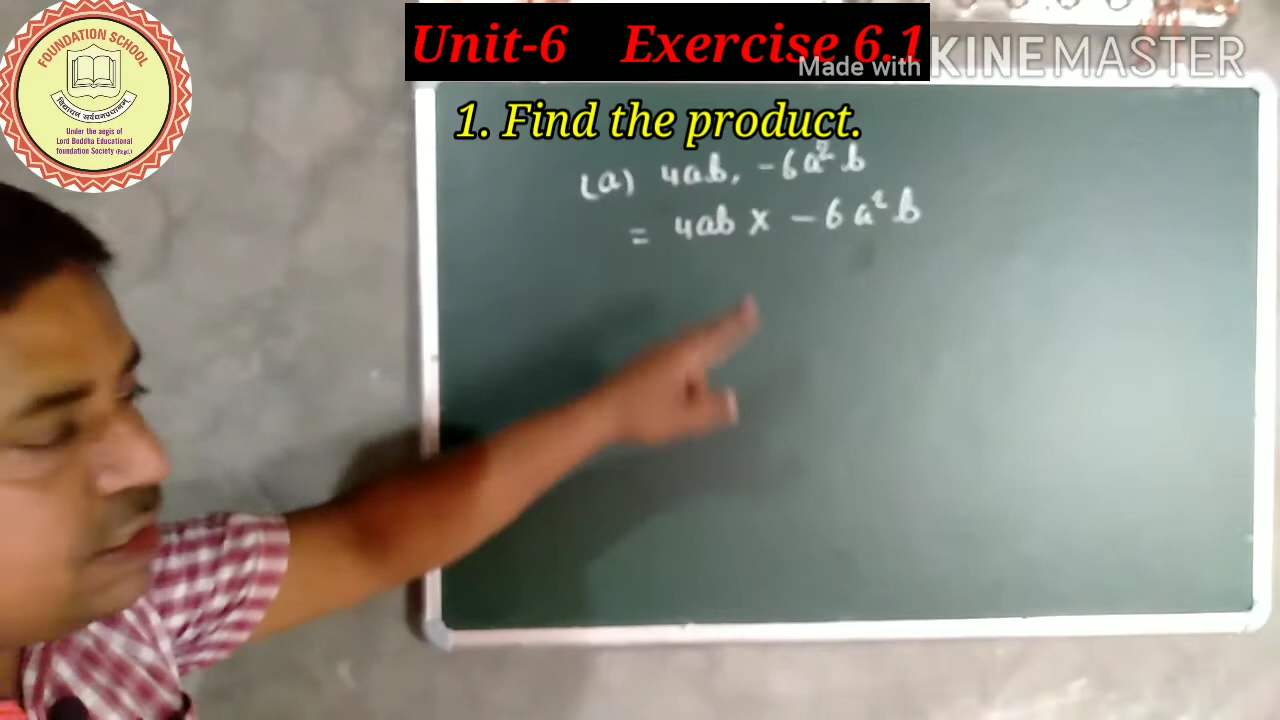 FOUNDATION SCHOOL
Under the aegis of
Lord Buddha Educational
foundation Society (Regd.)
Unit-6 Exercise 6.1
Made with KINEMASTER
1. Find the product.
(a) 4ab, -6a²b
= 4ab x - 6a²b